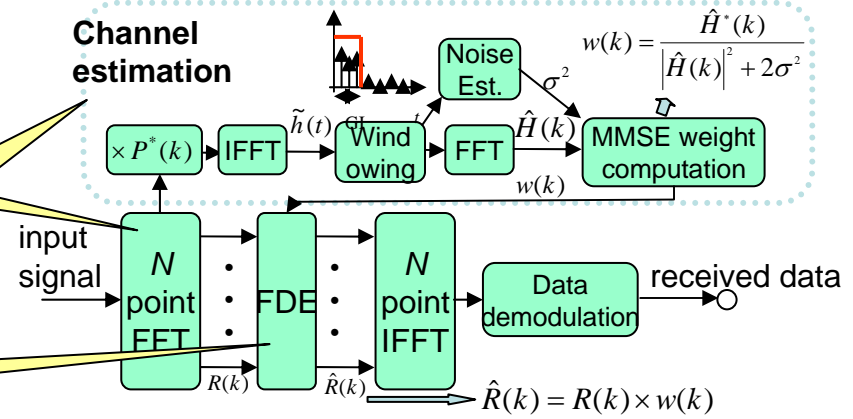 Channel
estimation
GI
t
Noise
Est.
σ²
w(k) = Ĥ*(k) / |Ĥ(k)|² + 2σ²
× P*(k)
IFFT
h̃(t)
Wind
owing
FFT
Ĥ(k)
MMSE weight
computation
w(k)
input
signal
N
point
FFT
R(k)
FDE
R̂(k)
N
point
IFFT
Data
demodulation
received data
R̂(k) = R(k) × w(k)